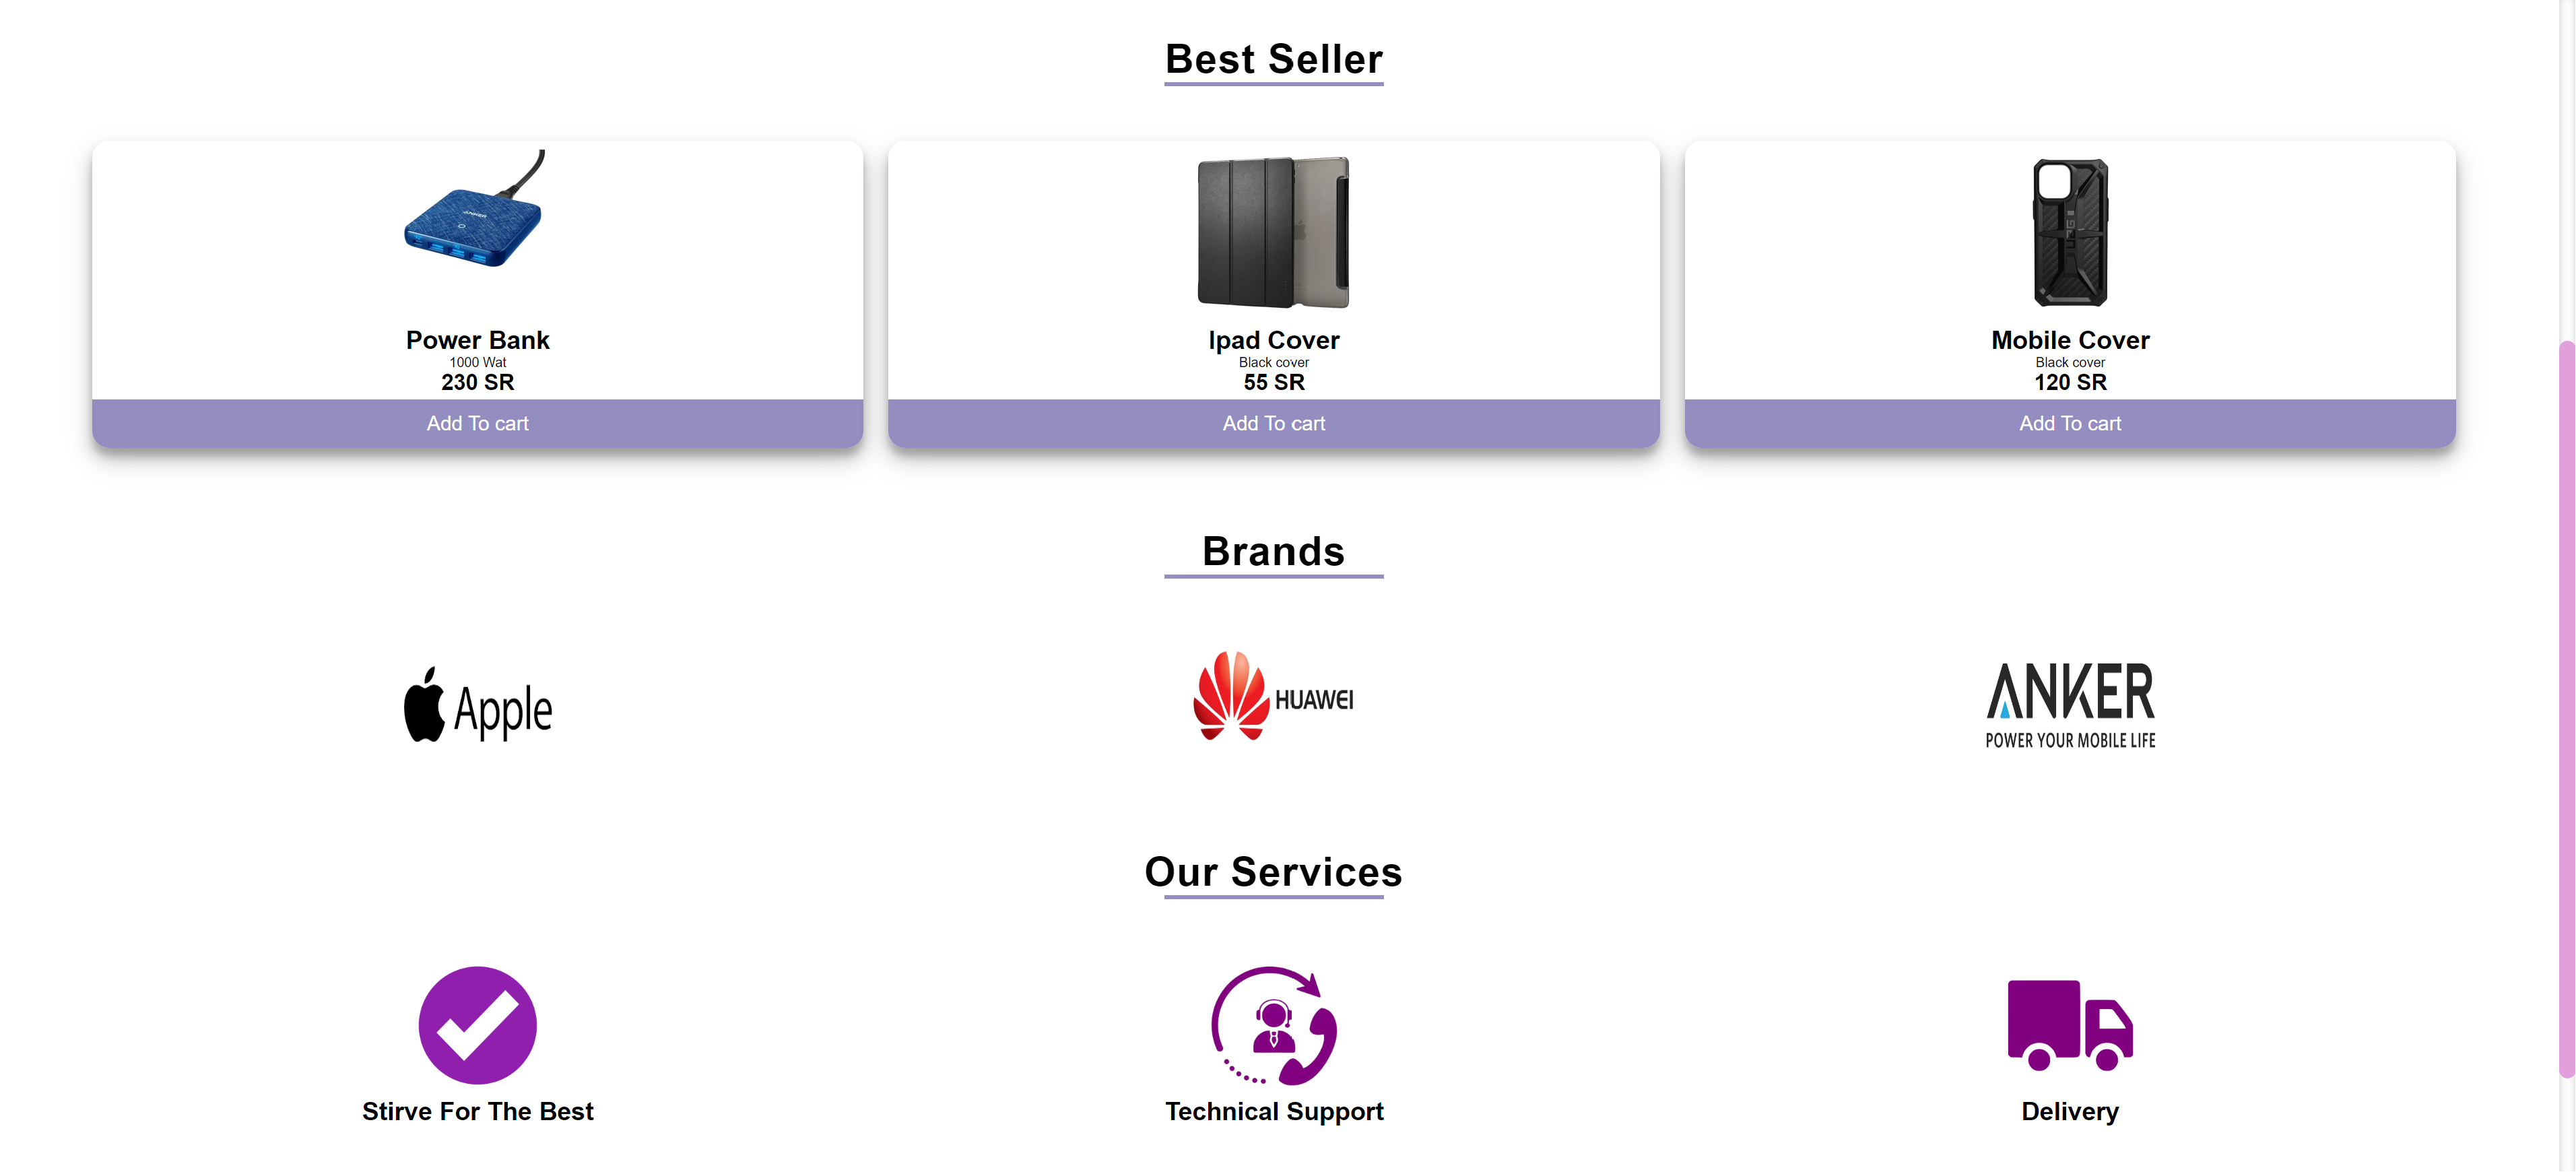 Best Seller
ANKER
Power Bank
1000 Wat
230 SR
Add To cart
Ipad Cover
Black cover
55 SR
Add To cart
UAG
Mobile Cover
Black cover
120 SR
Add To cart
Brands
Apple
HUAWEI
ANKER
POWER YOUR MOBILE LIFE
Our Services
Stirve For The Best
Technical Support
Delivery